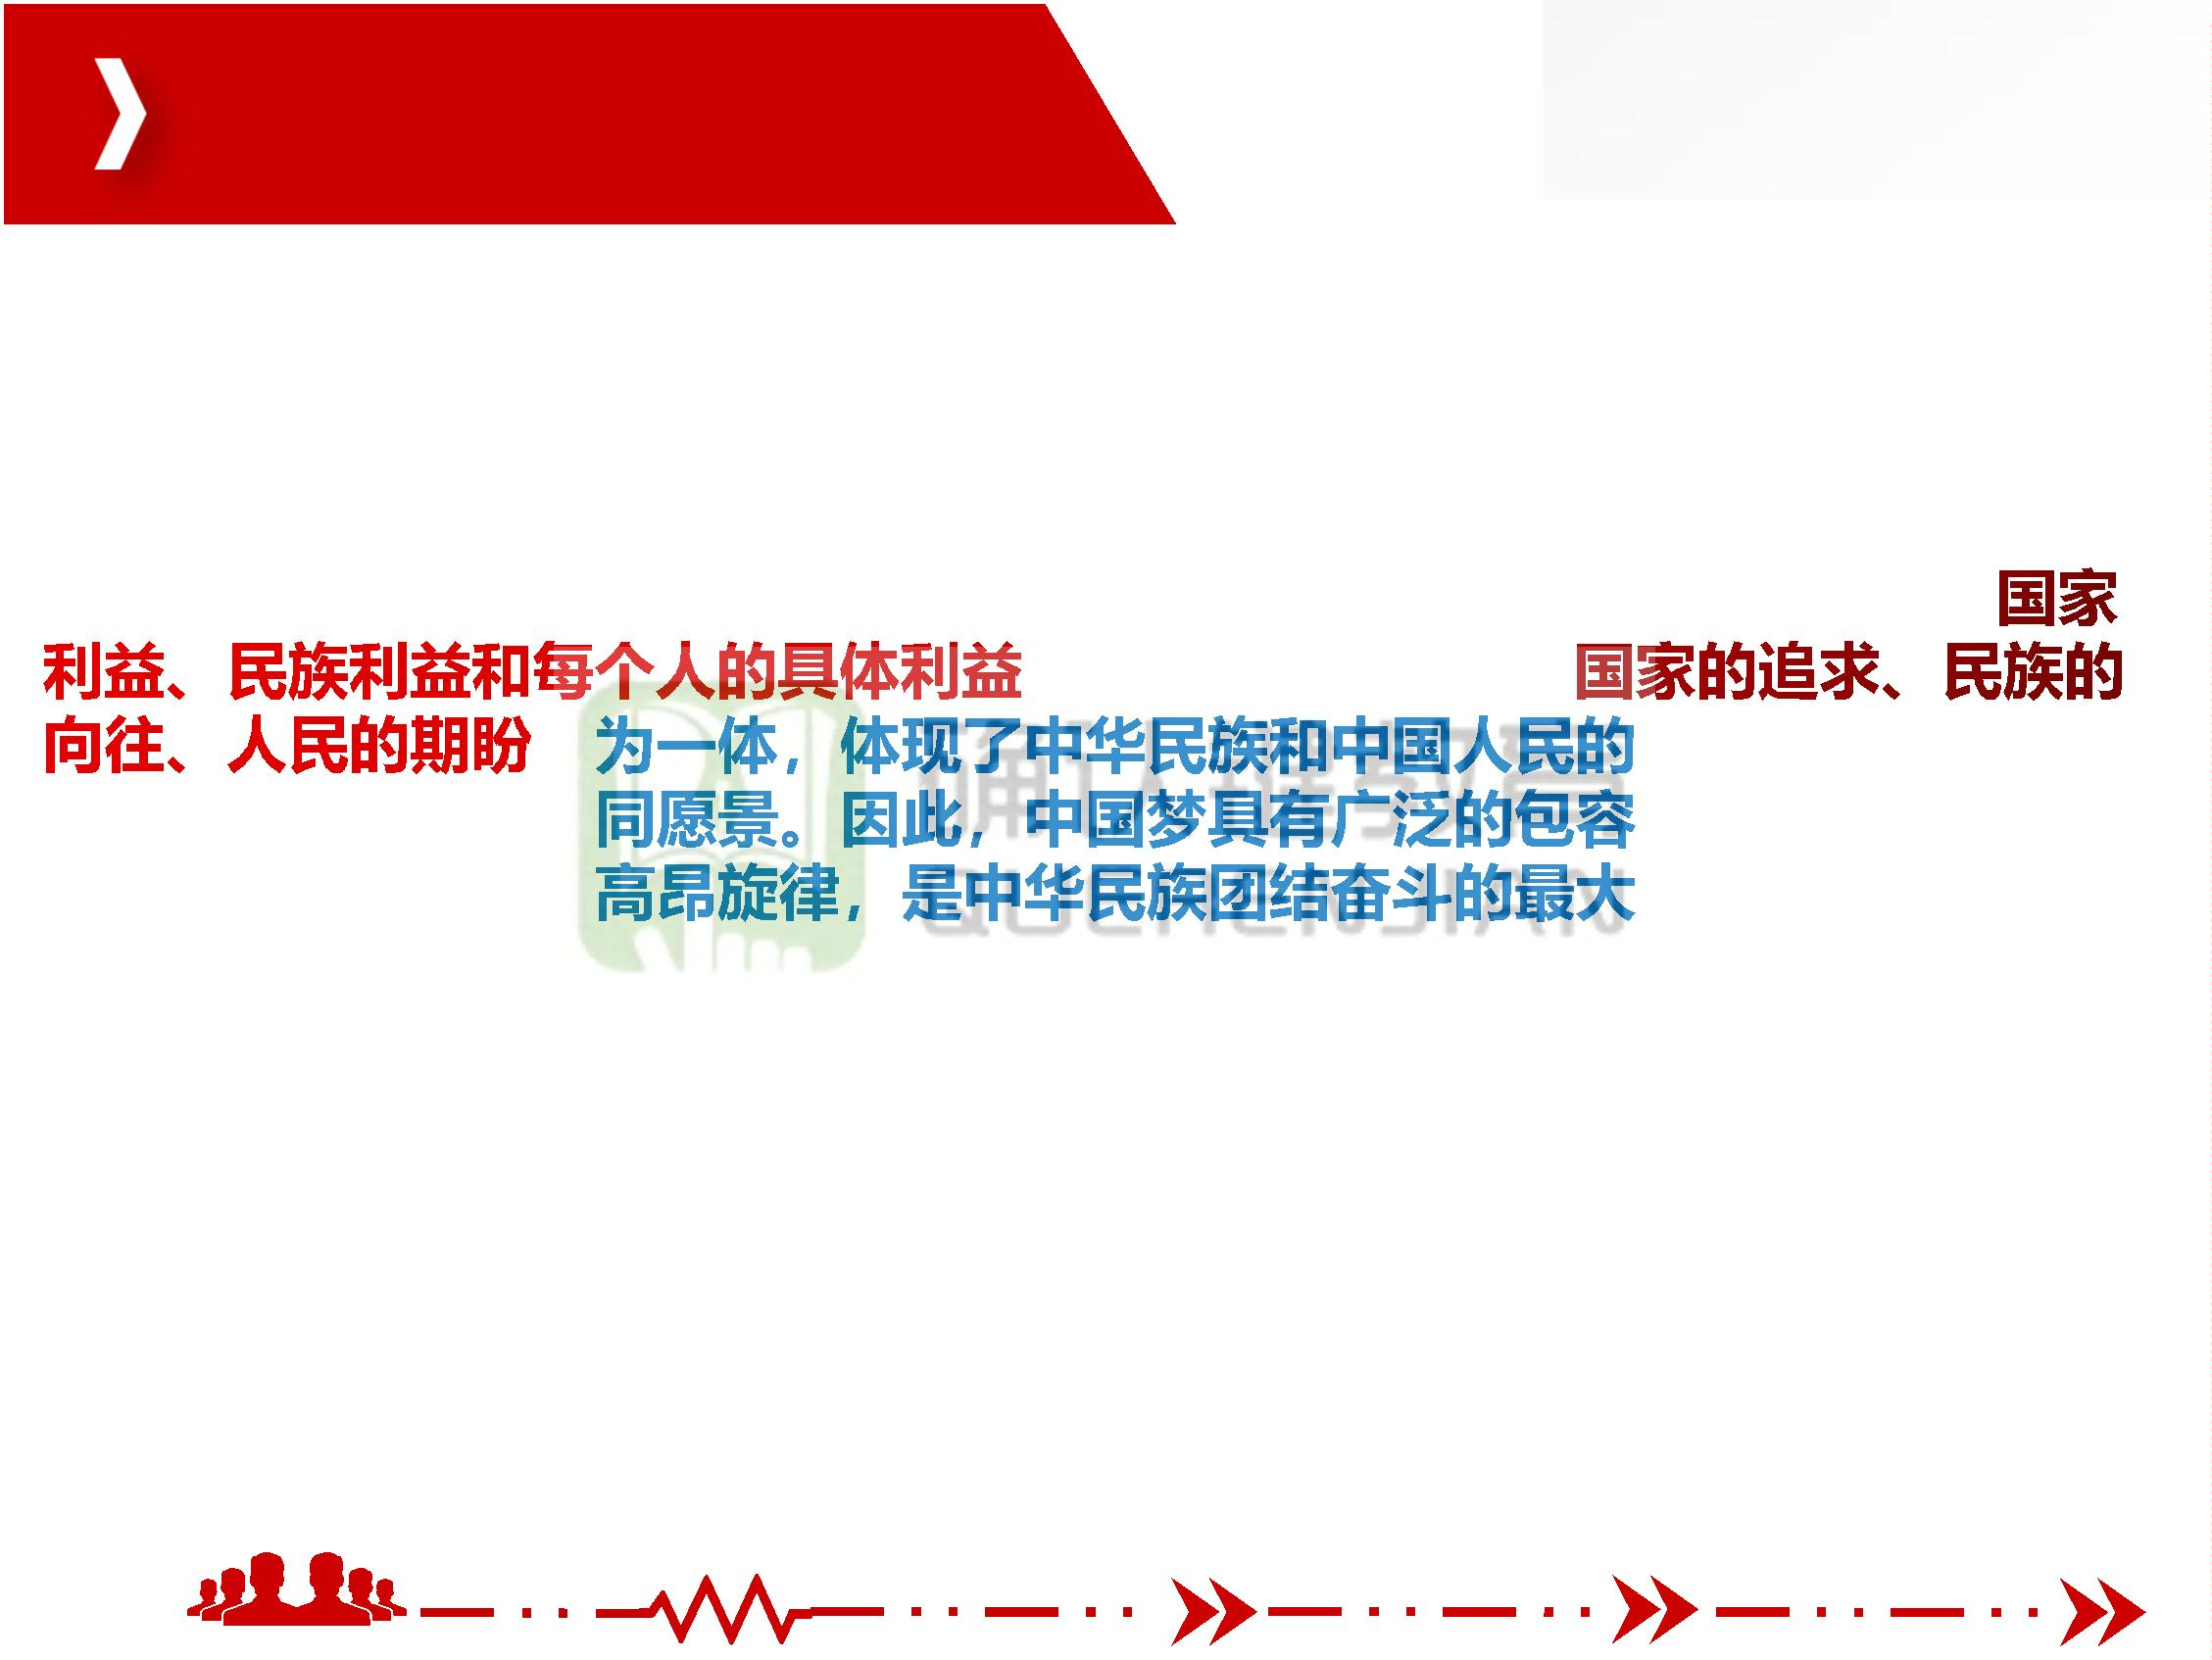 国家
利益、民族利益和每个人的具体利益 国家的追求、民族的
向往、人民的期盼 为一体，体现了中华民族和中国人民的
同愿景。因此，中国梦具有广泛的包容
高昂旋律，是中华民族团结奋斗的最大